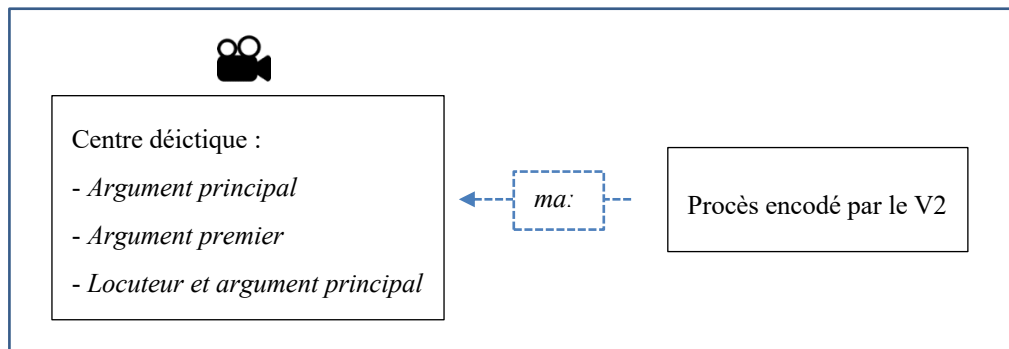 Centre déictique :
- Argument principal
- Argument premier
- Locuteur et argument principal
ma:
Procès encodé par le V2